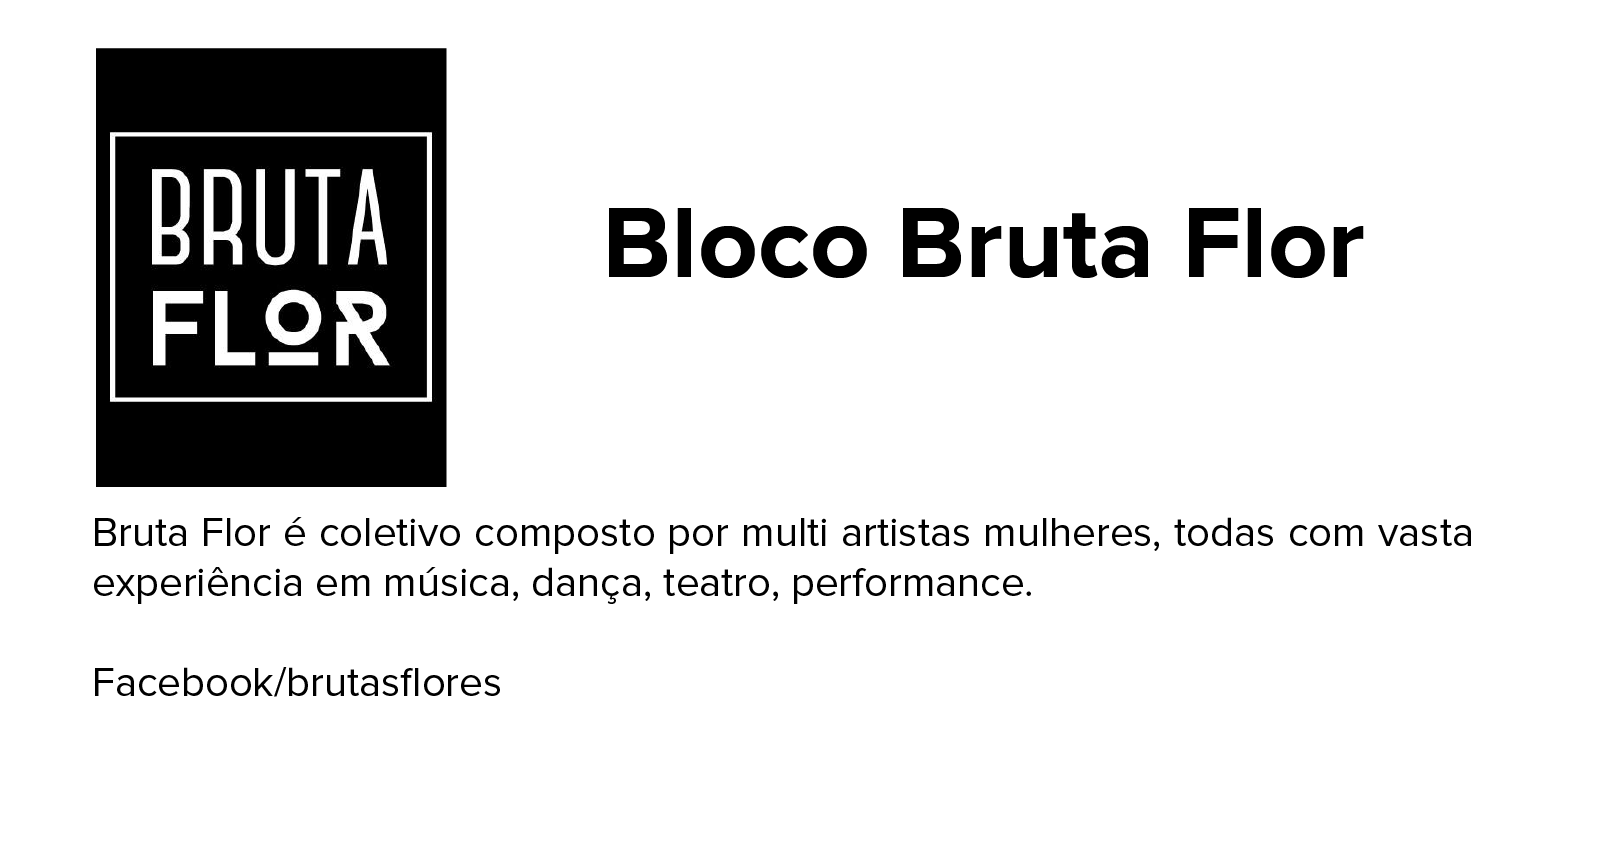 BRUTA
FLOR
Bloco Bruta Flor
Bruta Flor é coletivo composto por multi artistas mulheres, todas com vasta
experiência em música, dança, teatro, performance.
Facebook/brutasflores